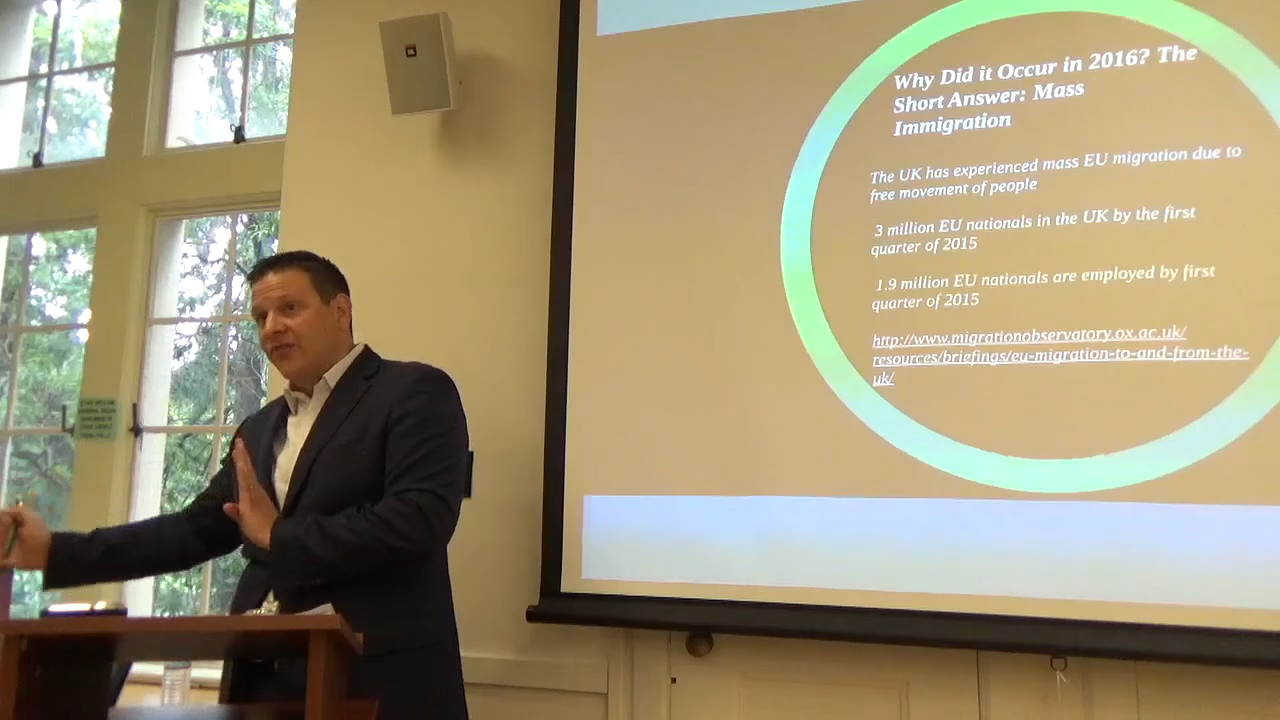 Why Did it Occur in 2016? The
Short Answer: Mass
Immigration
The UK has experienced mass EU migration due to
free movement of people
3 million EU nationals in the UK by the first
quarter of 2015
1.9 million EU nationals are employed by first
quarter of 2015
http://www.migrationobservatory.ox.ac.uk/
resources/briefings/eu-migration-to-and-from-the-
uk/